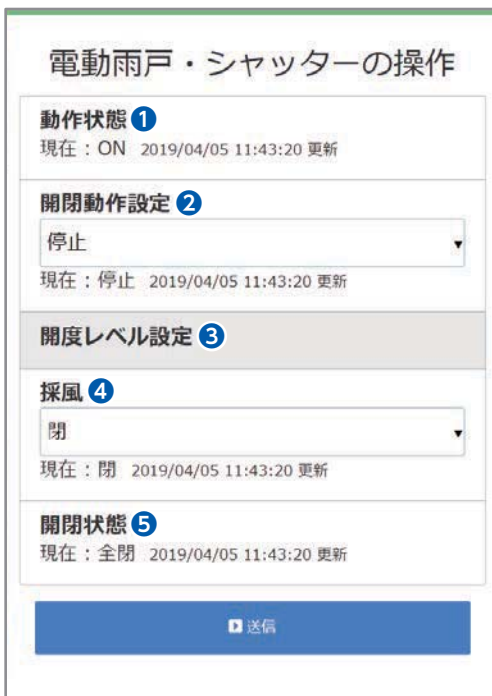 電動雨戸・シャッターの操作
動作状態 1
現在：ON 2019/04/05 11:43:20 更新
開閉動作設定 2
停止
現在：停止 2019/04/05 11:43:20 更新
開度レベル設定 3
採風 4
閉
現在：閉 2019/04/05 11:43:20 更新
開閉状態 5
現在：全閉 2019/04/05 11:43:20 更新
送信